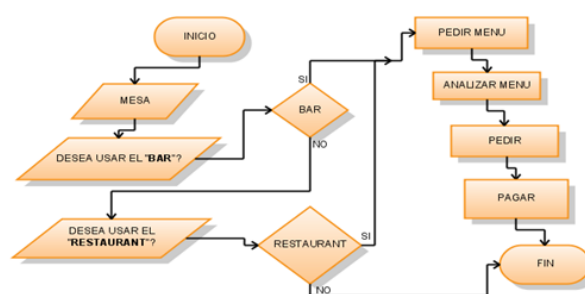 INICIO
MESA
DESEA USAR EL "BAR"?
SI
BAR
NO
DESEA USAR EL
"RESTAURANT"?
RESTAURANT
SI
NO
PEDIR MENU
ANALIZAR MENU
PEDIR
PAGAR
FIN